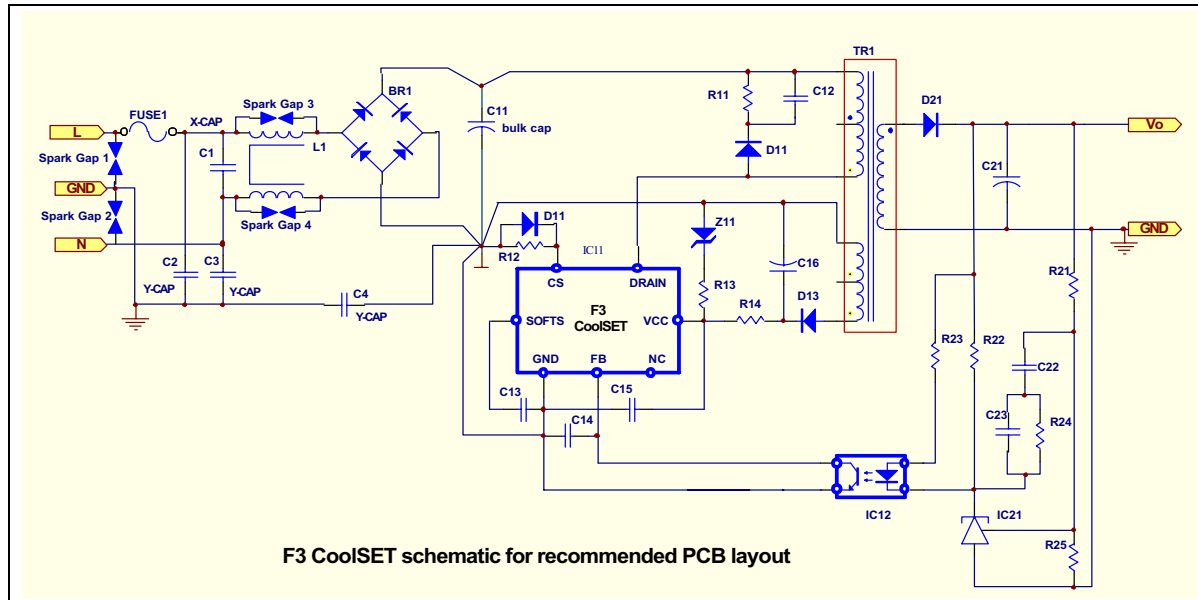 TR1
BR1
Spark Gap 3
FUSE1
X-CAP
R11
C12
D21
C11
bulk cap
L
Vo
L1
Spark Gap 1
C1
D11
C21
GND
Spark Gap 2
Spark Gap 4
D11
Z11
GND
N
R12
IC11
C16
C2
C3
CS
DRAIN
R21
Y-CAP
Y-CAP
C4
R13
R14
D13
Y-CAP
SOFTS
F3
CoolSET
VCC
R23
R22
GND
FB
NC
C22
C13
C15
C14
C23
R24
IC12
IC21
R25
F3 CoolSET schematic for recommended PCB layout